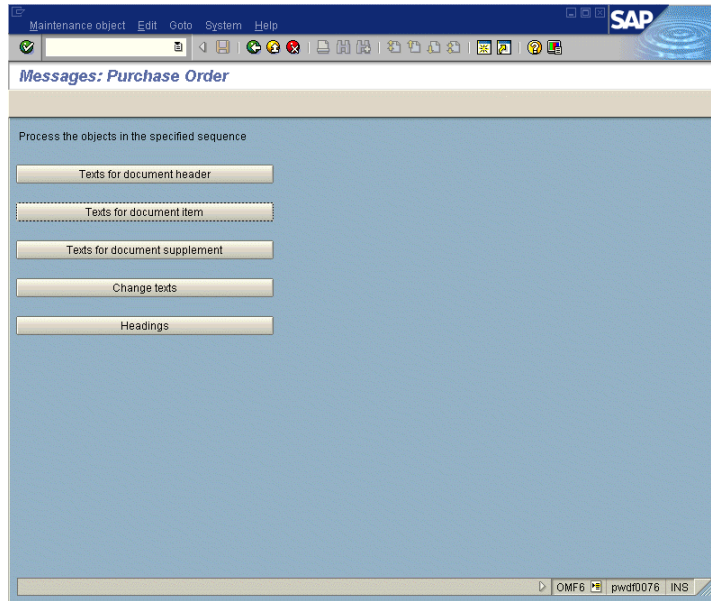 Maintenance object Edit Goto System Help
SAP
Messages: Purchase Order
Process the objects in the specified sequence
Texts for document header
Texts for document item
Texts for document supplement
Change texts
Headings
OMF6 pwdf0076 INS